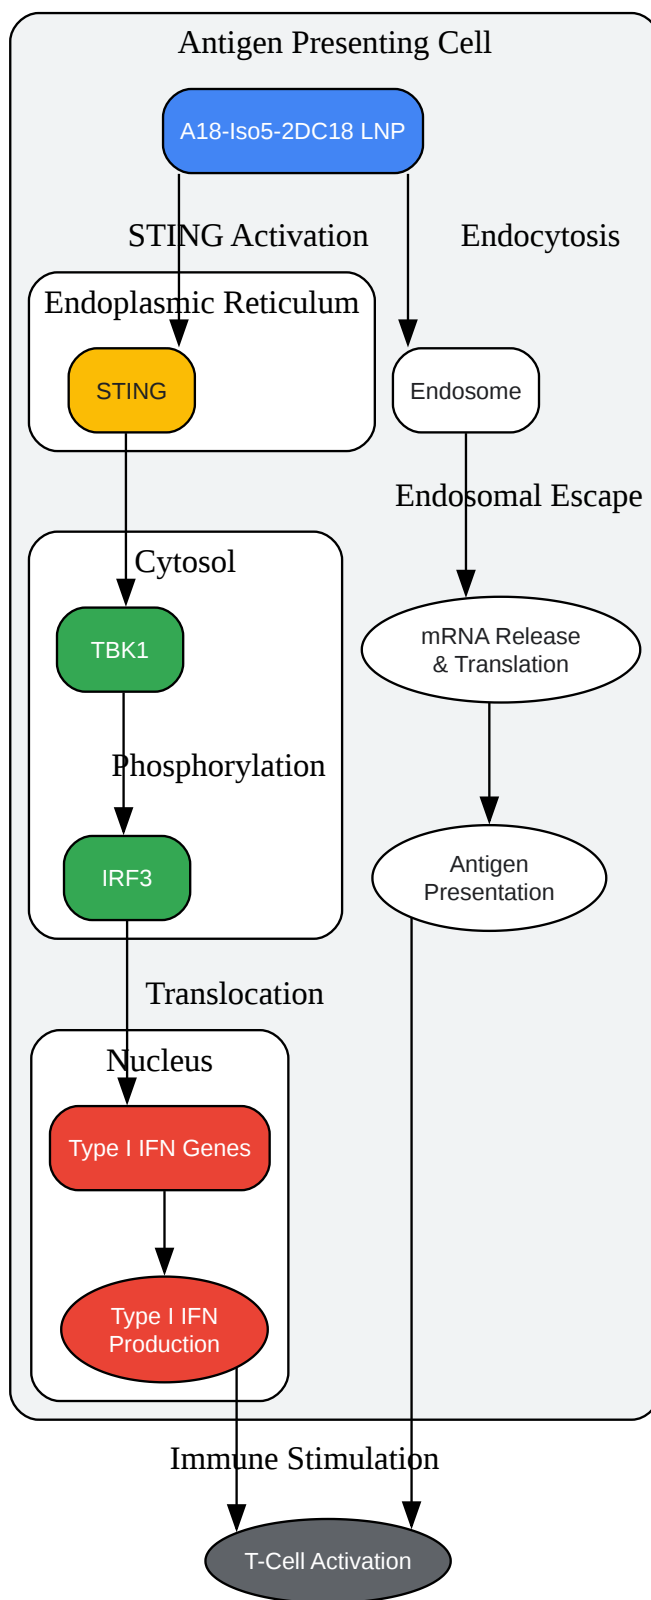 Antigen Presenting Cell
A18-Iso5-2DC18 LNP
STING Activation
Endocytosis
Endoplasmic Reticulum
STING
Endosome
Endosomal Escape
Cytosol
TBK1
mRNA Release
& Translation
Phosphorylation
IRF3
Antigen
Presentation
Translocation
Nucleus
Type I IFN Genes
Type I IFN
Production
Immune Stimulation
T-Cell Activation